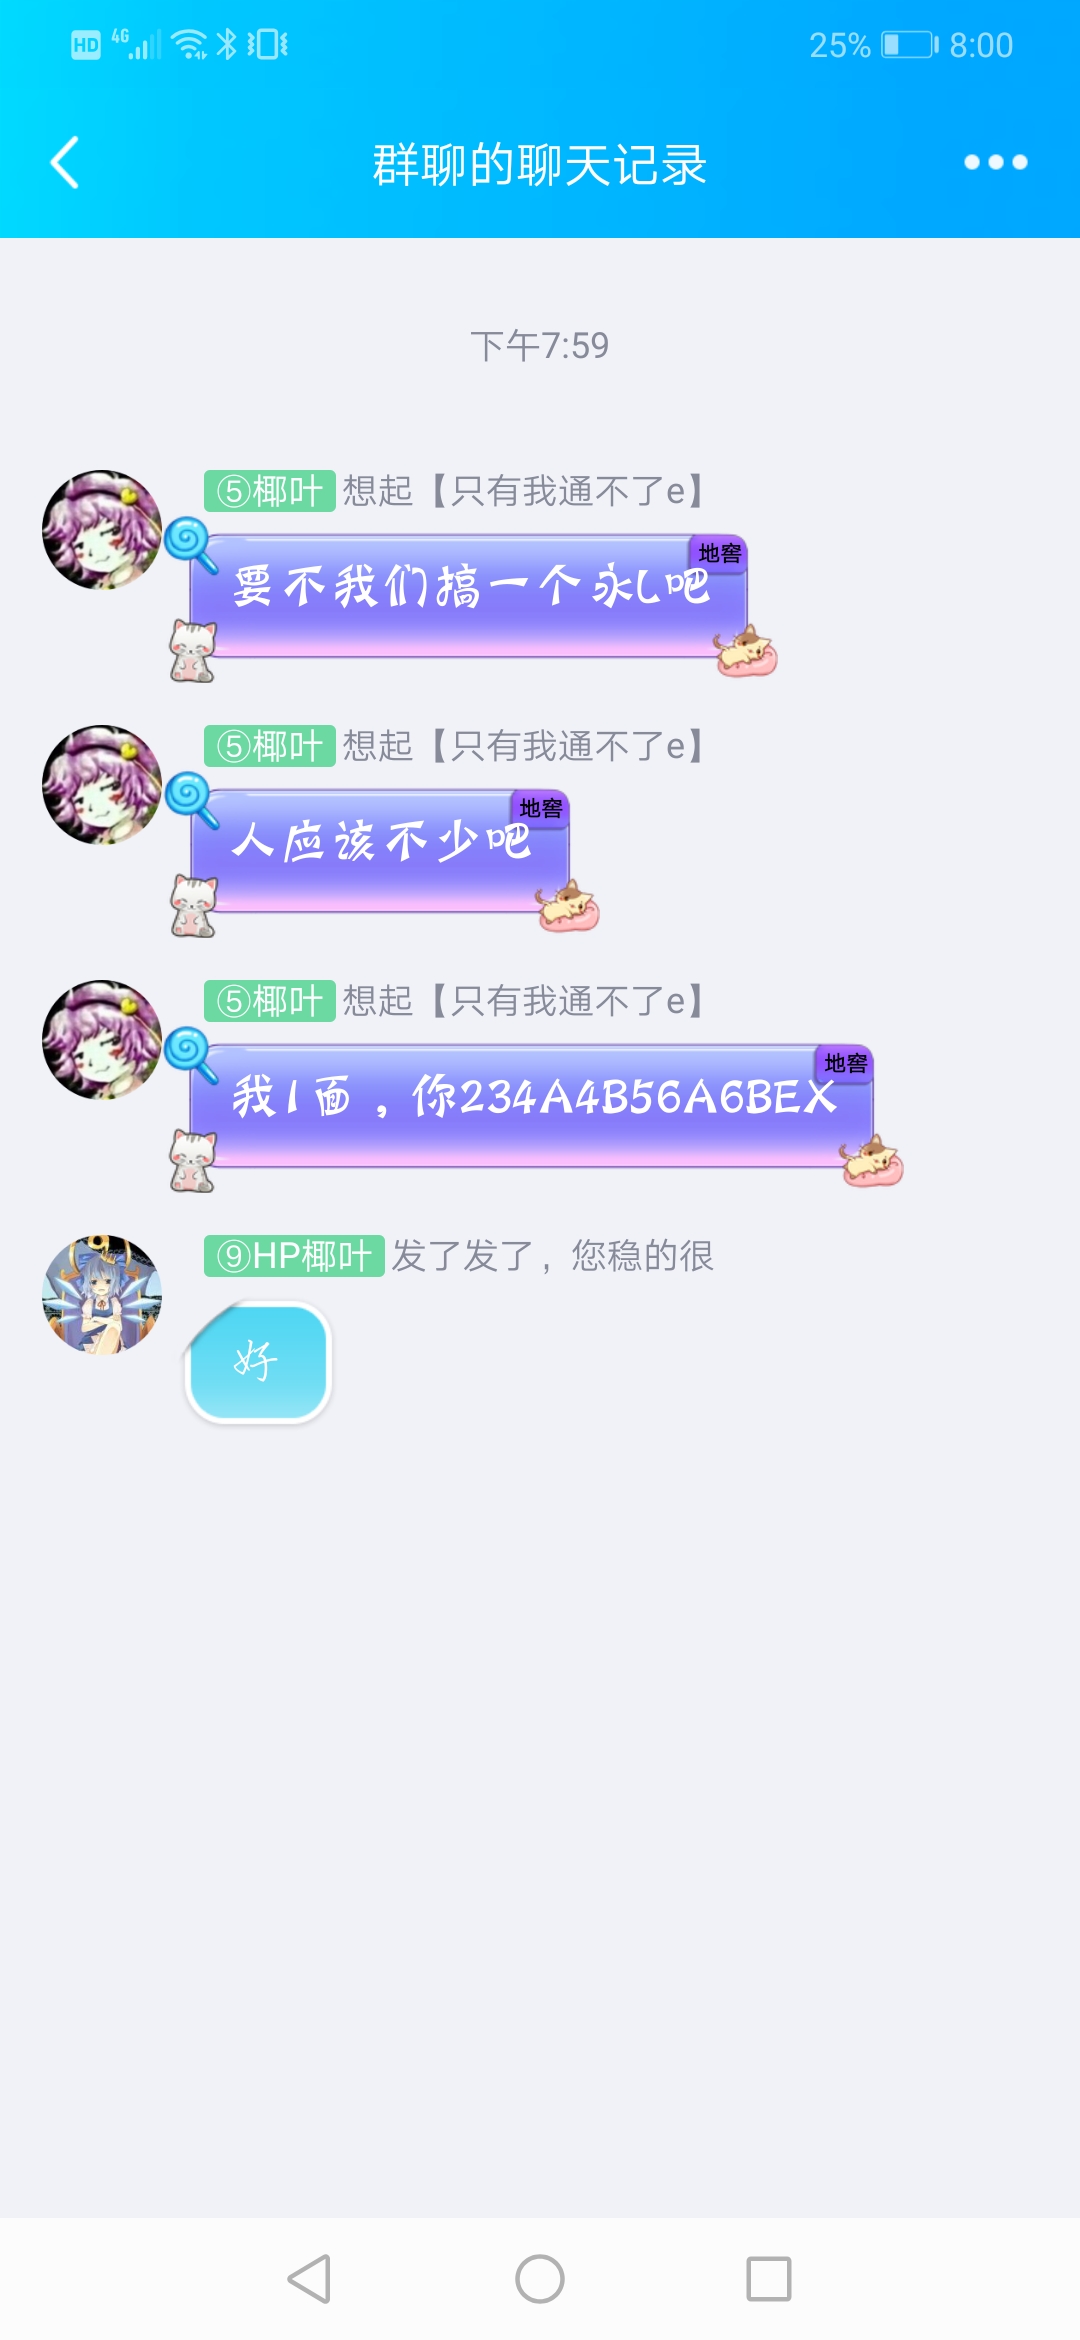 HD 4G 25% 8:00
群聊的聊天记录
下午7:59
⑤椰叶 想起【只有我通不了e】
地窖
要不我们搞一个永L吧
⑤椰叶 想起【只有我通不了e】
地窖
人应该不少吧
⑤椰叶 想起【只有我通不了e】
地窖
我1面，你234A4B56A6BEX
⑨HP椰叶 发了发了，您稳的很
好